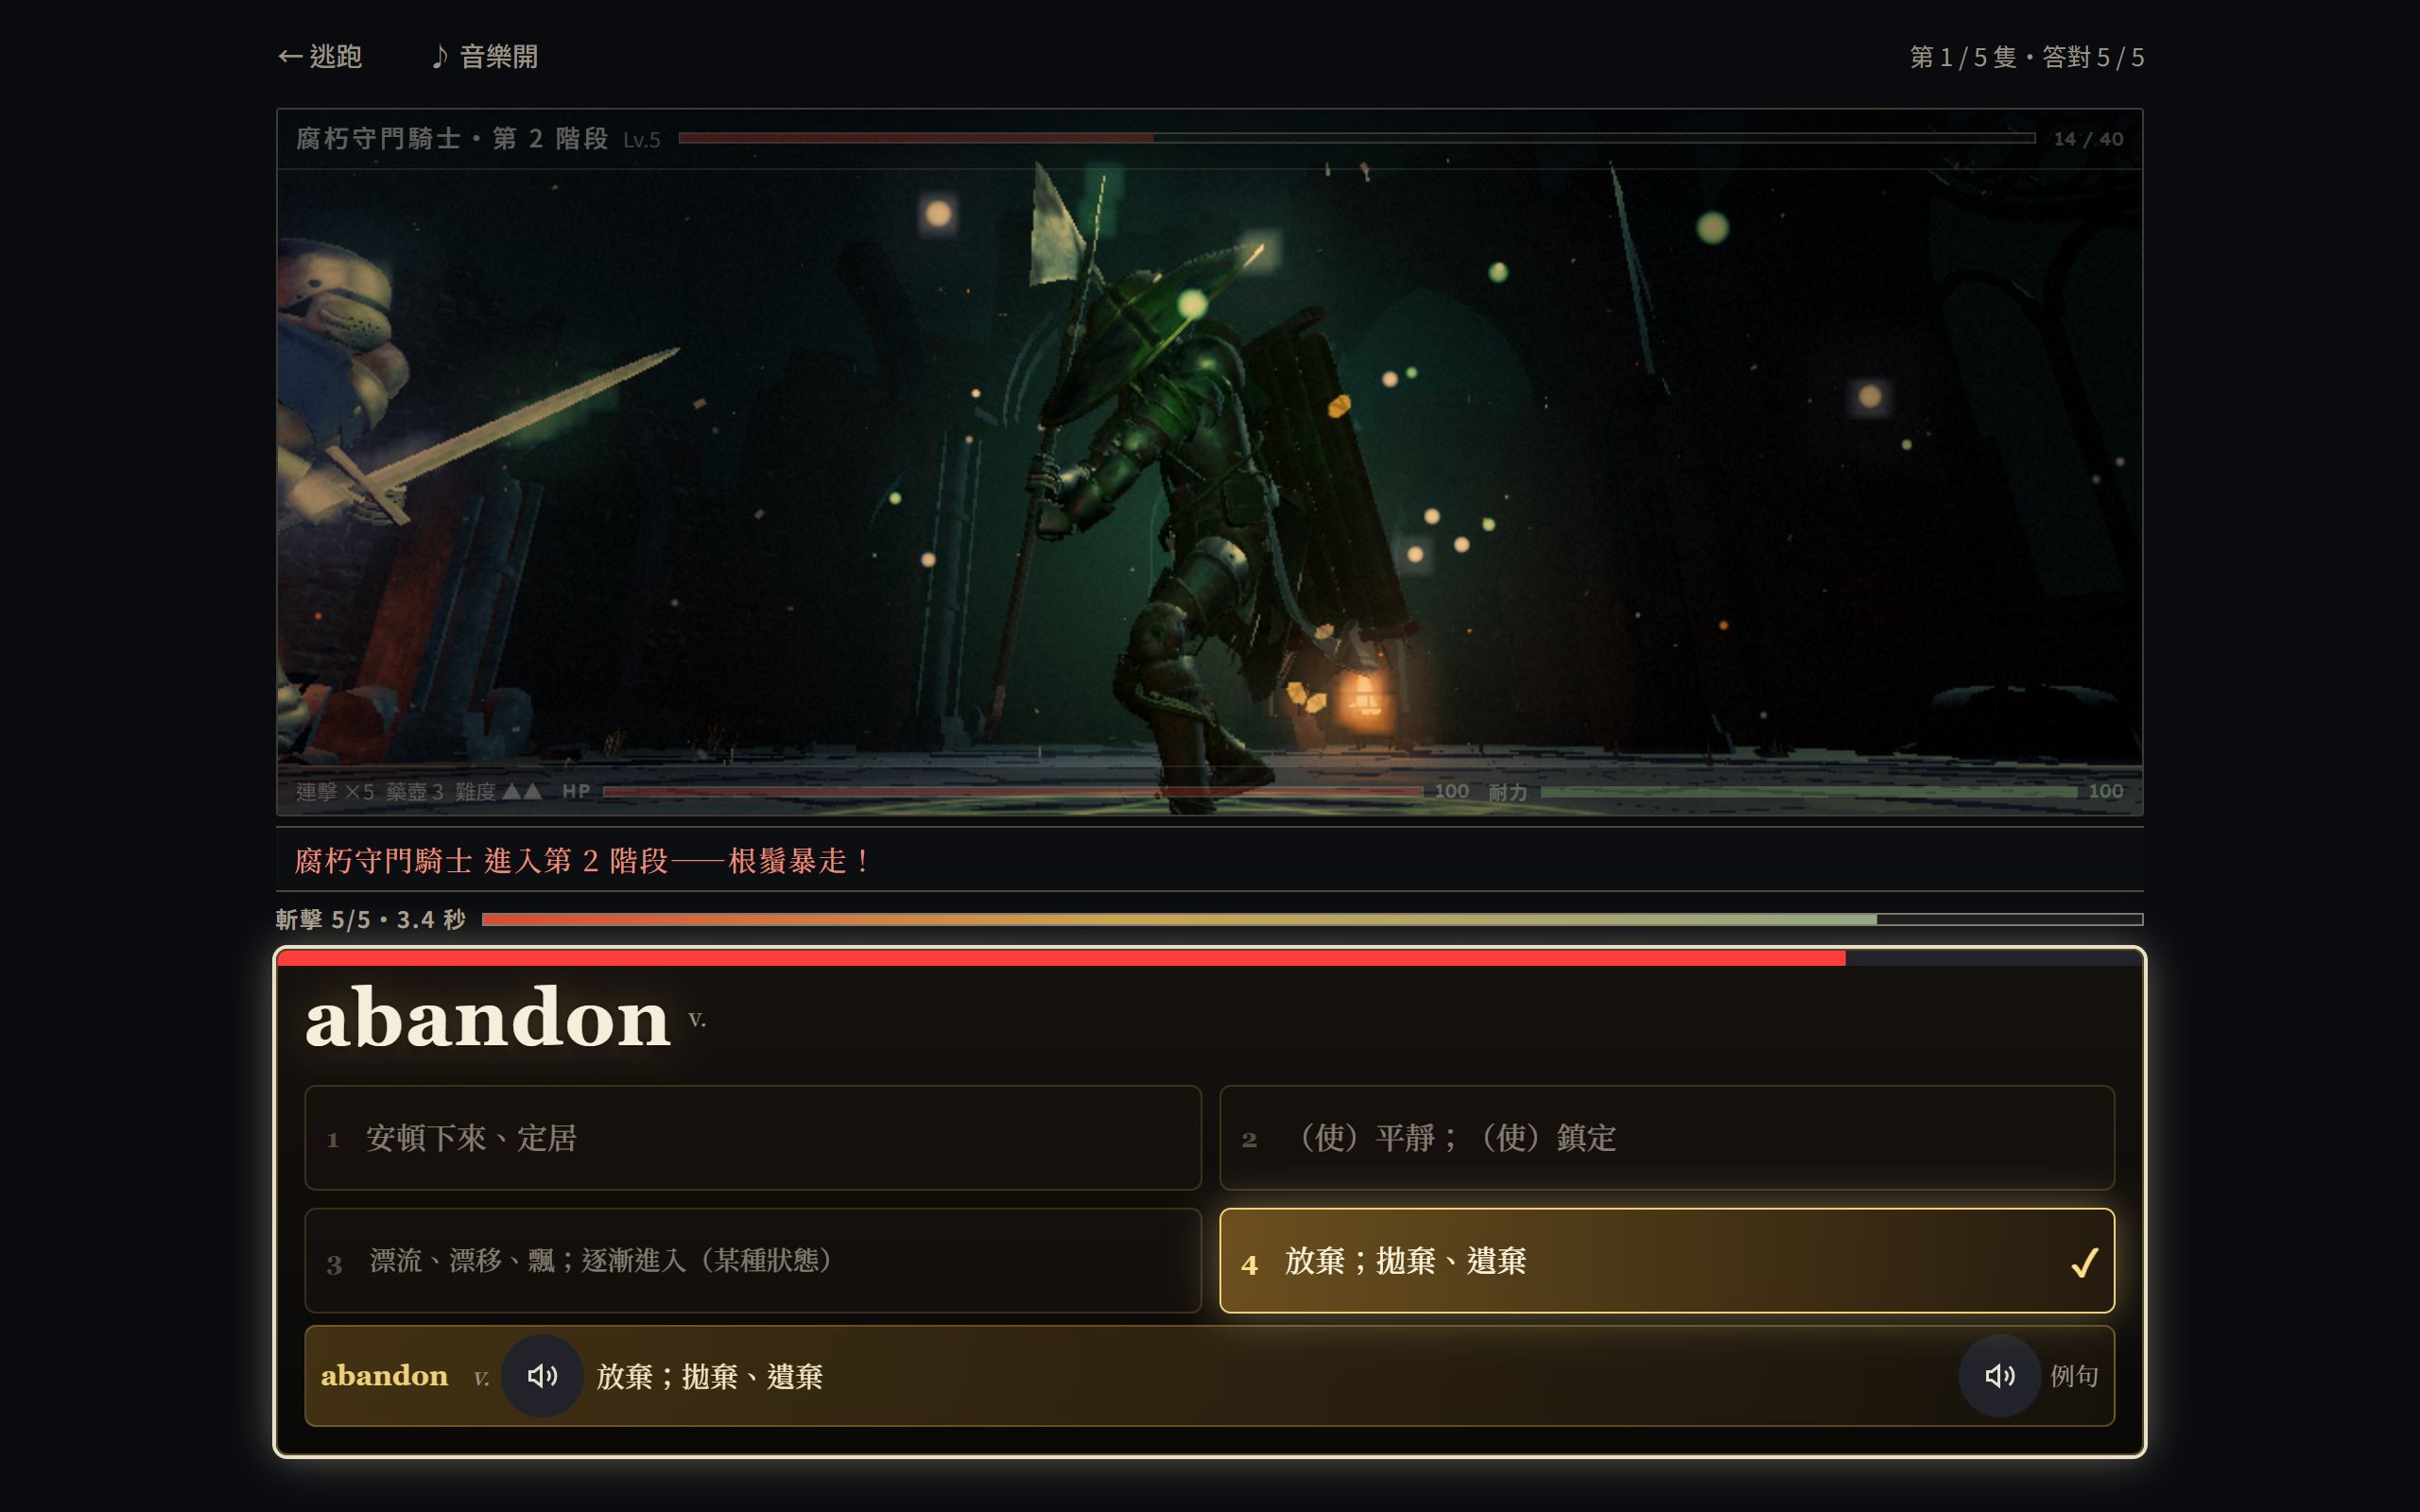 ← 逃跑 ♪ 音樂開 第 1 / 5 隻・答對 5 / 5
腐朽守門騎士・第 2 階段 Lv.5 14 / 40
連擊 ×5 藥壺 3 難度 ▲▲ HP 100 耐力 100
腐朽守門騎士 進入第 2 階段——根鬚暴走！
斬擊 5/5・3.4 秒
abandon v.
1 安頓下來、定居
2 （使）平靜；（使）鎮定
3 漂流、漂移、飄；逐漸進入（某種狀態）
4 放棄；拋棄、遺棄 ✓
abandon v. 放棄；拋棄、遺棄 例句